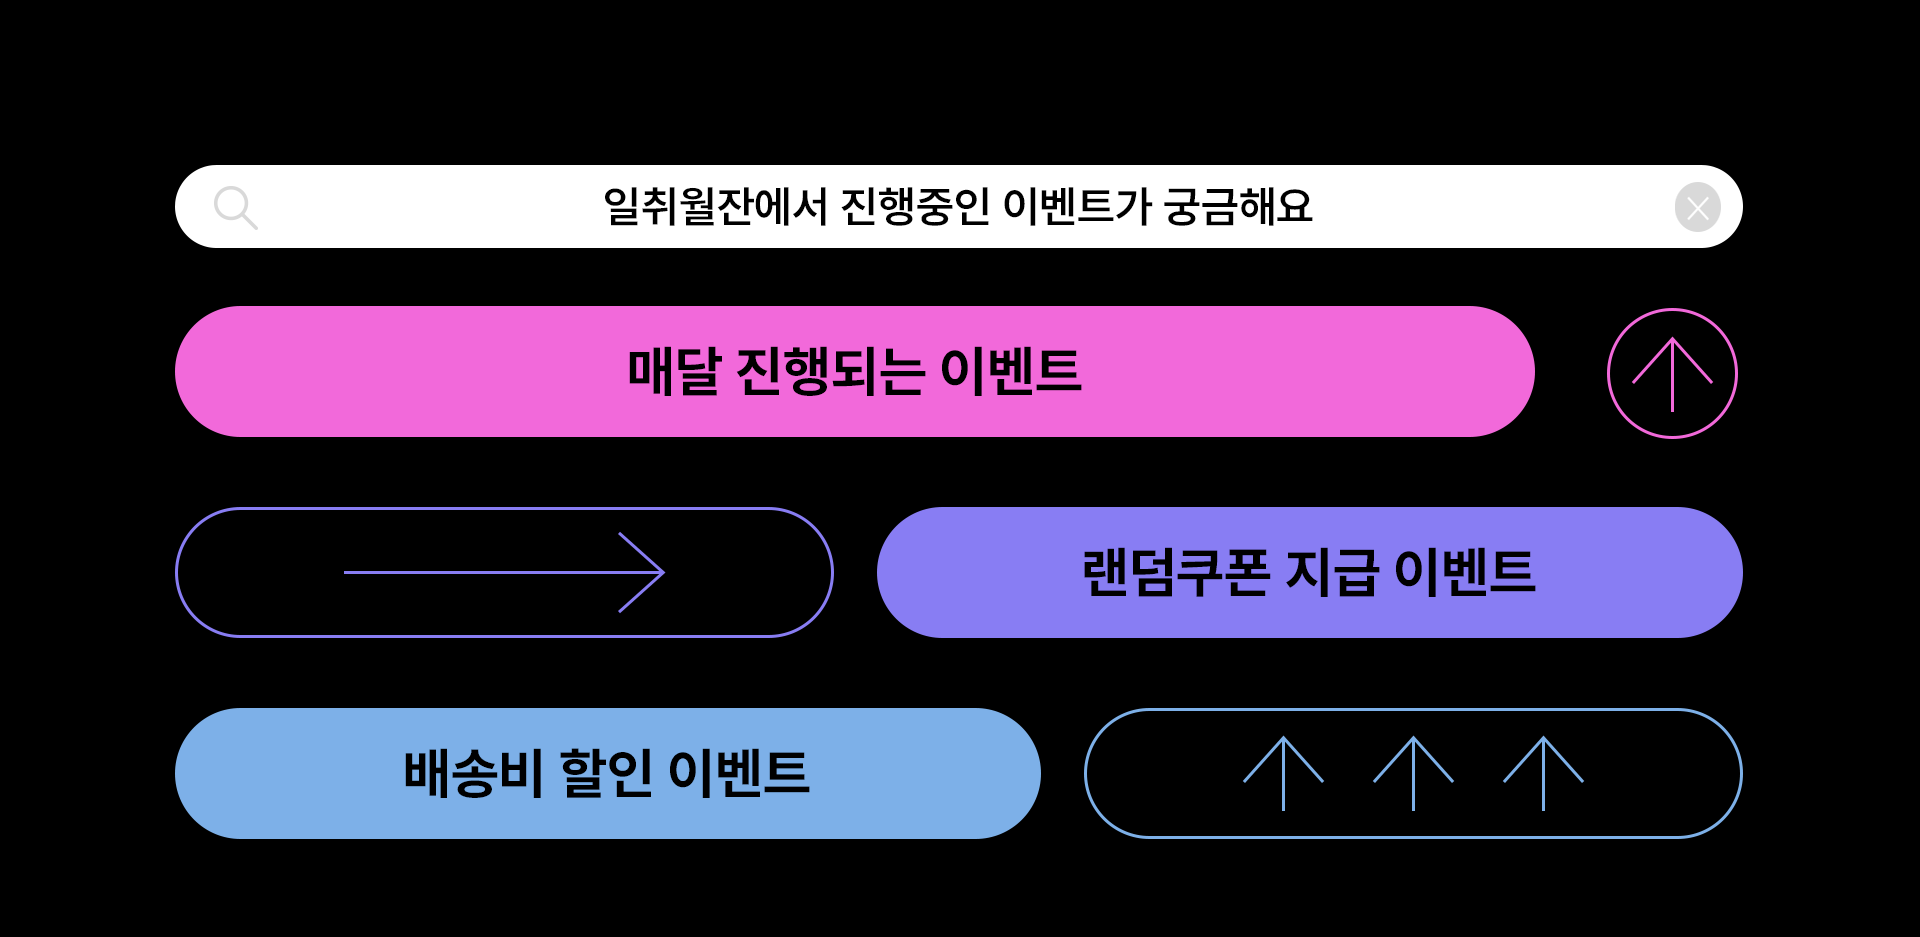 일취월잔에서 진행중인 이벤트가 궁금해요
매달 진행되는 이벤트
랜덤쿠폰 지급 이벤트
배송비 할인 이벤트